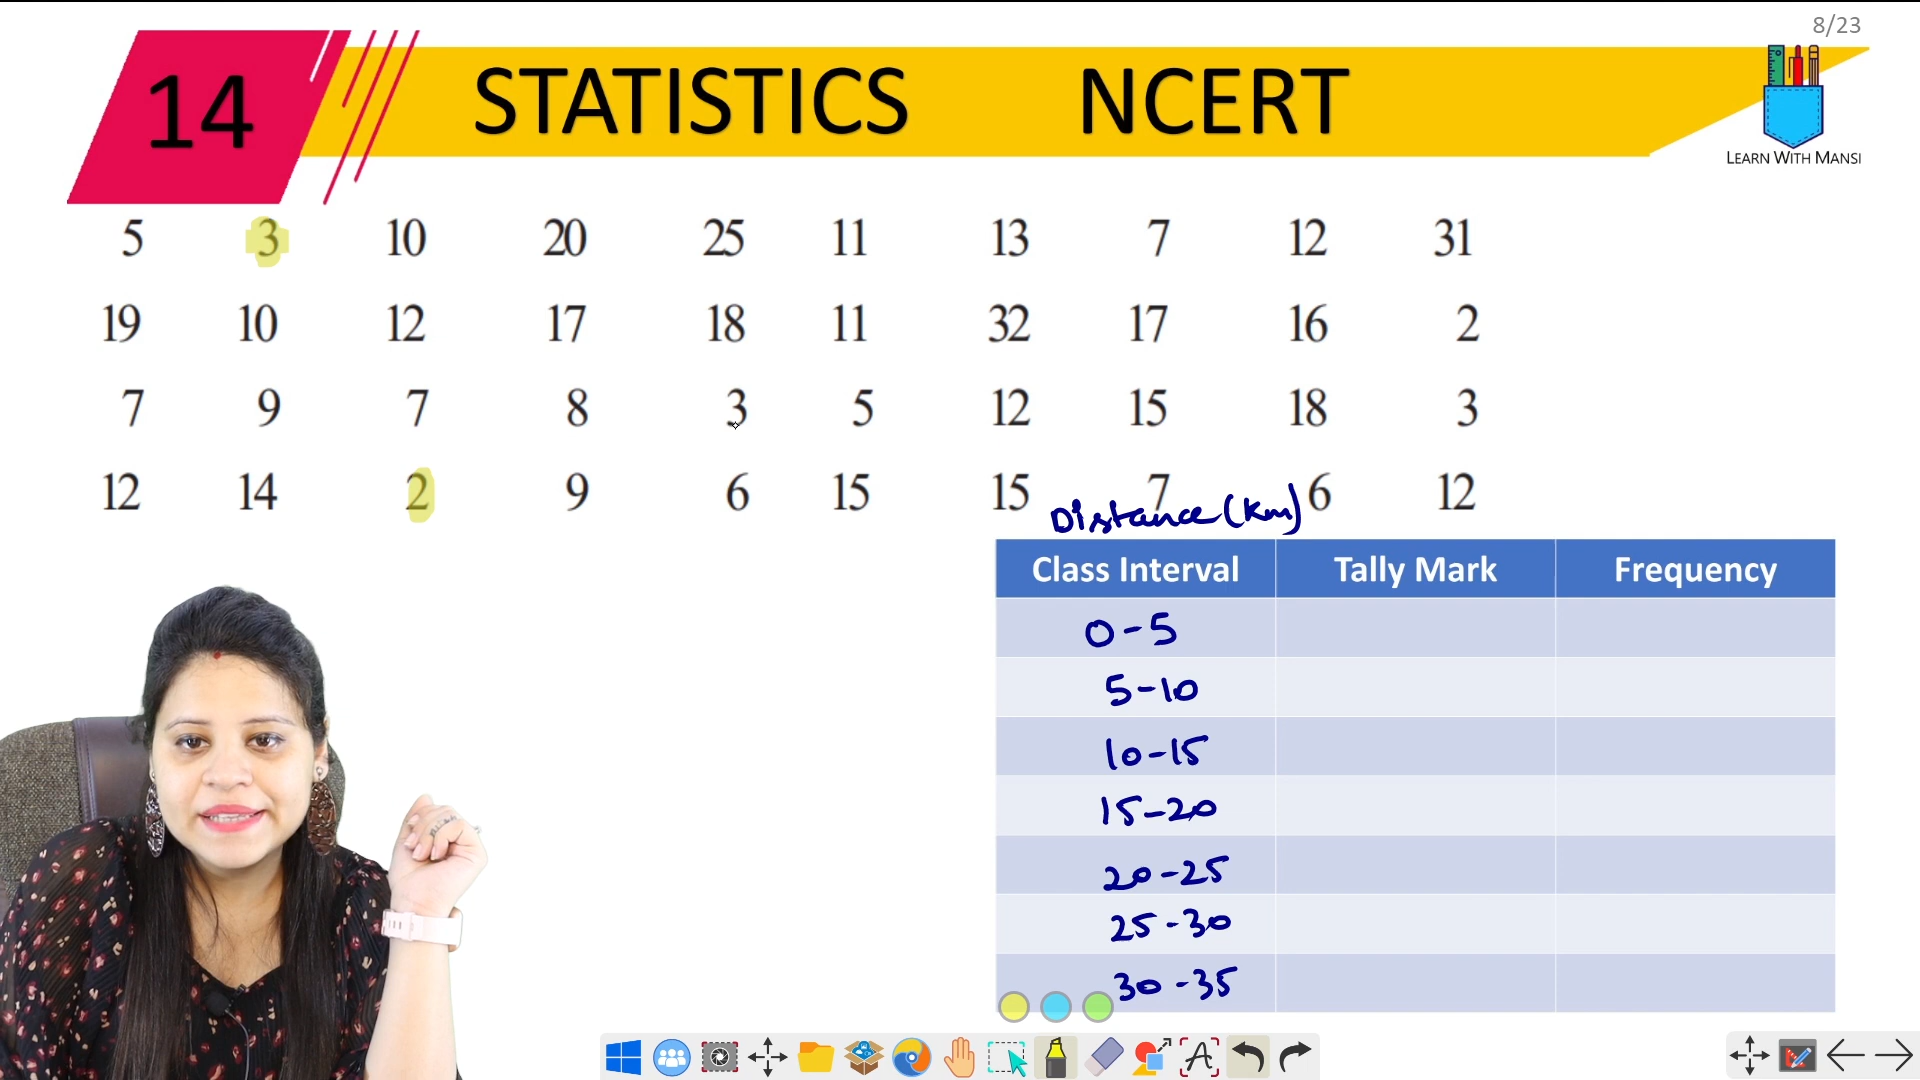 8/23
14 STATISTICS NCERT
LEARN WITH MANSI
5 3 10 20 25 11 13 7 12 31
19 10 12 17 18 11 32 17 16 2
7 9 7 8 3 5 12 15 18 3
12 14 2 9 6 15 15 7 6 12
Distance (km)
Class Interval Tally Mark Frequency
0-5
5-10
10-15
15-20
20-25
25-30
30-35